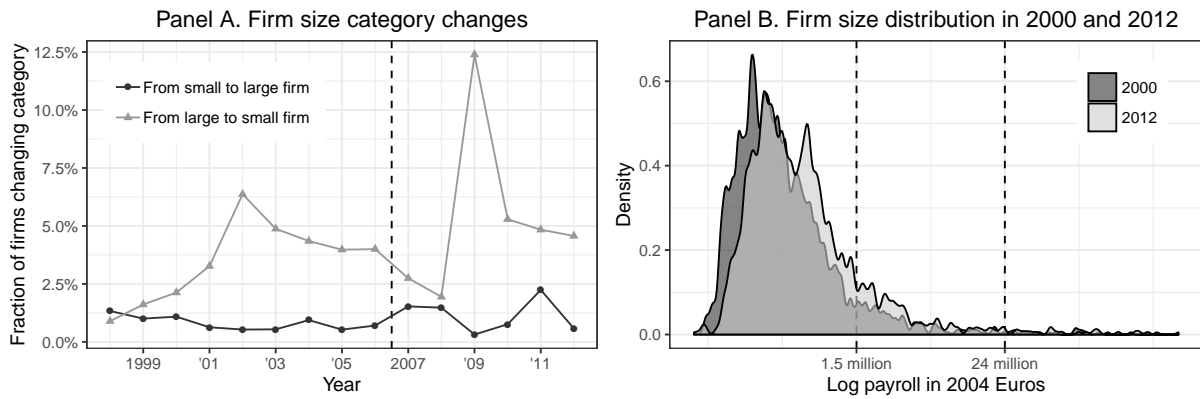 Panel A. Firm size category changes
Fraction of firms changing category
12.5%
10.0%
7.5%
5.0%
2.5%
0.0%
From small to large firm
From large to small firm
1999 '01 '03 '05 2007 '09 '11
Year
Panel B. Firm size distribution in 2000 and 2012
Density
0.6
0.4
0.2
0.0
2000
2012
1.5 million 24 million
Log payroll in 2004 Euros